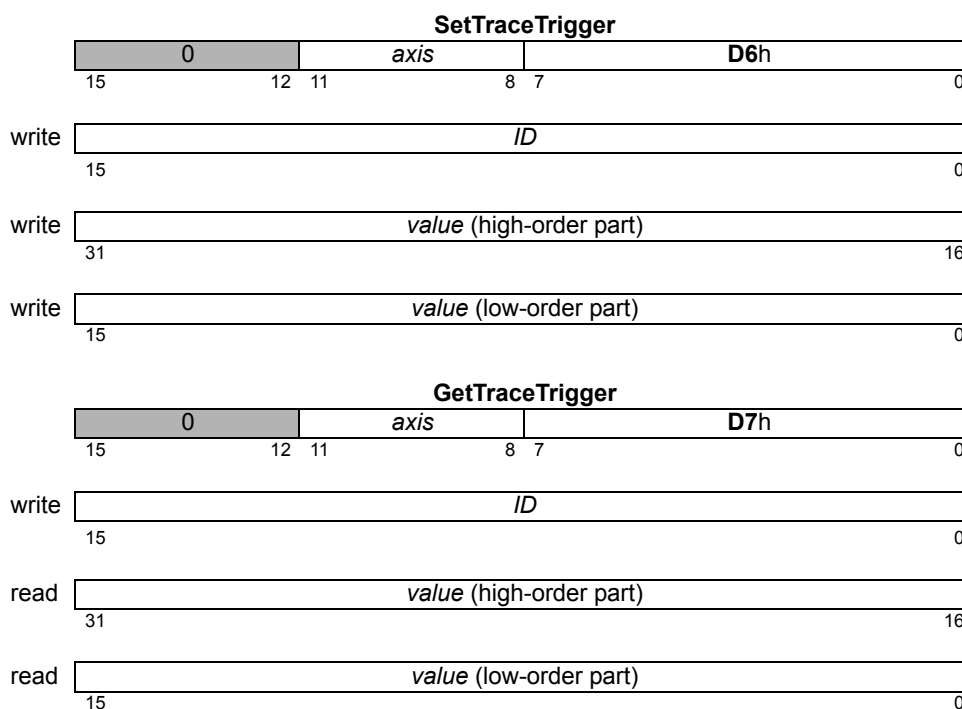 SetTraceTrigger
0 axis D6h
15 12 11 8 7 0
write ID
15 0
write value (high-order part)
31 16
write value (low-order part)
15 0
GetTraceTrigger
0 axis D7h
15 12 11 8 7 0
write ID
15 0
read value (high-order part)
31 16
read value (low-order part)
15 0